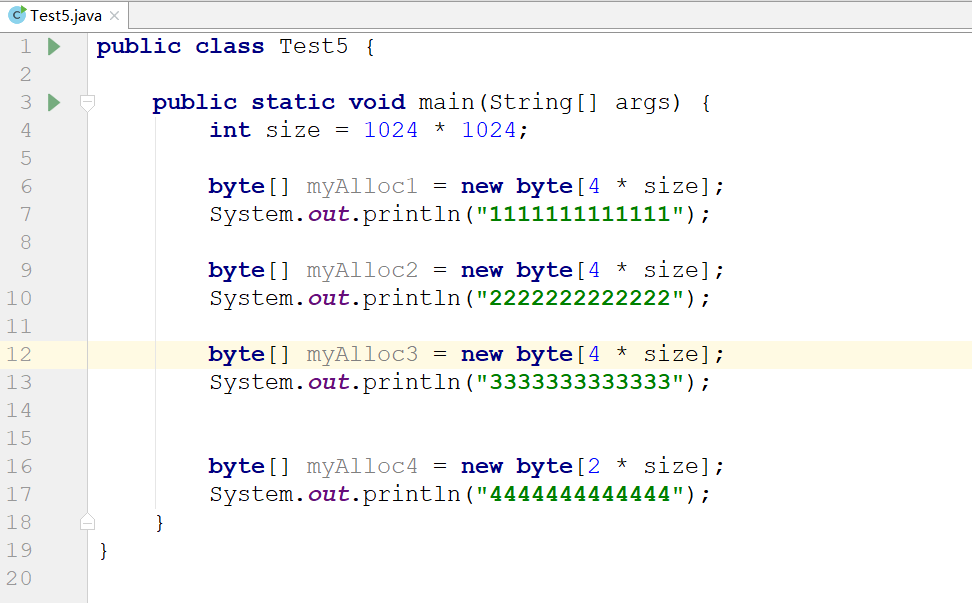 Test5.java
1 public class Test5 {
2
3 public static void main(String[] args) {
4 int size = 1024 * 1024;
5
6 byte[] myAlloc1 = new byte[4 * size];
7 System.out.println("1111111111111");
8
9 byte[] myAlloc2 = new byte[4 * size];
10 System.out.println("2222222222222");
11
12 byte[] myAlloc3 = new byte[4 * size];
13 System.out.println("3333333333333");
14
15
16 byte[] myAlloc4 = new byte[2 * size];
17 System.out.println("4444444444444");
18 }
19 }
20